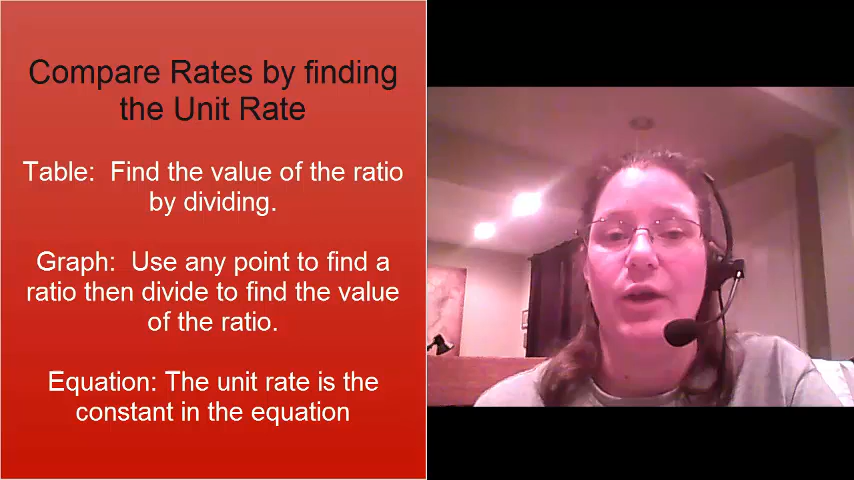 Compare Rates by finding
the Unit Rate
Table:  Find the value of the ratio
by dividing.
Graph:  Use any point to find a
ratio then divide to find the value
of the ratio.
Equation: The unit rate is the
constant in the equation